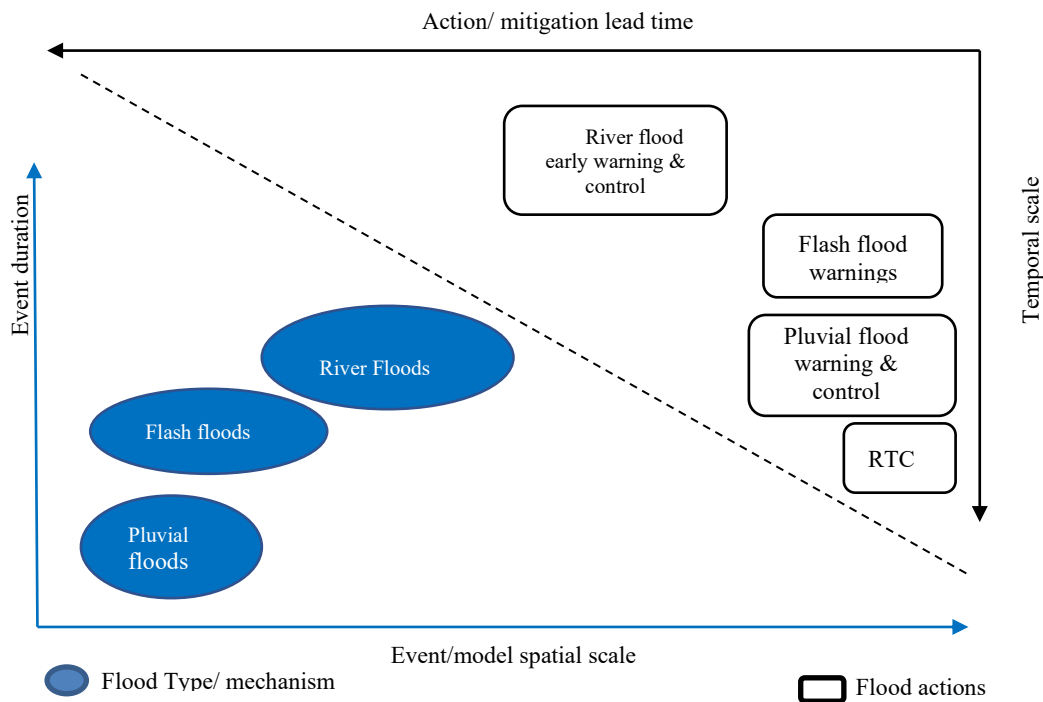 Action/ mitigation lead time
River flood
early warning &
control
Event duration
Flash flood
warnings
Temporal scale
River Floods
Pluvial flood
warning &
control
Flash floods
RTC
Pluvial
floods
Event/model spatial scale
Flood Type/ mechanism
Flood actions